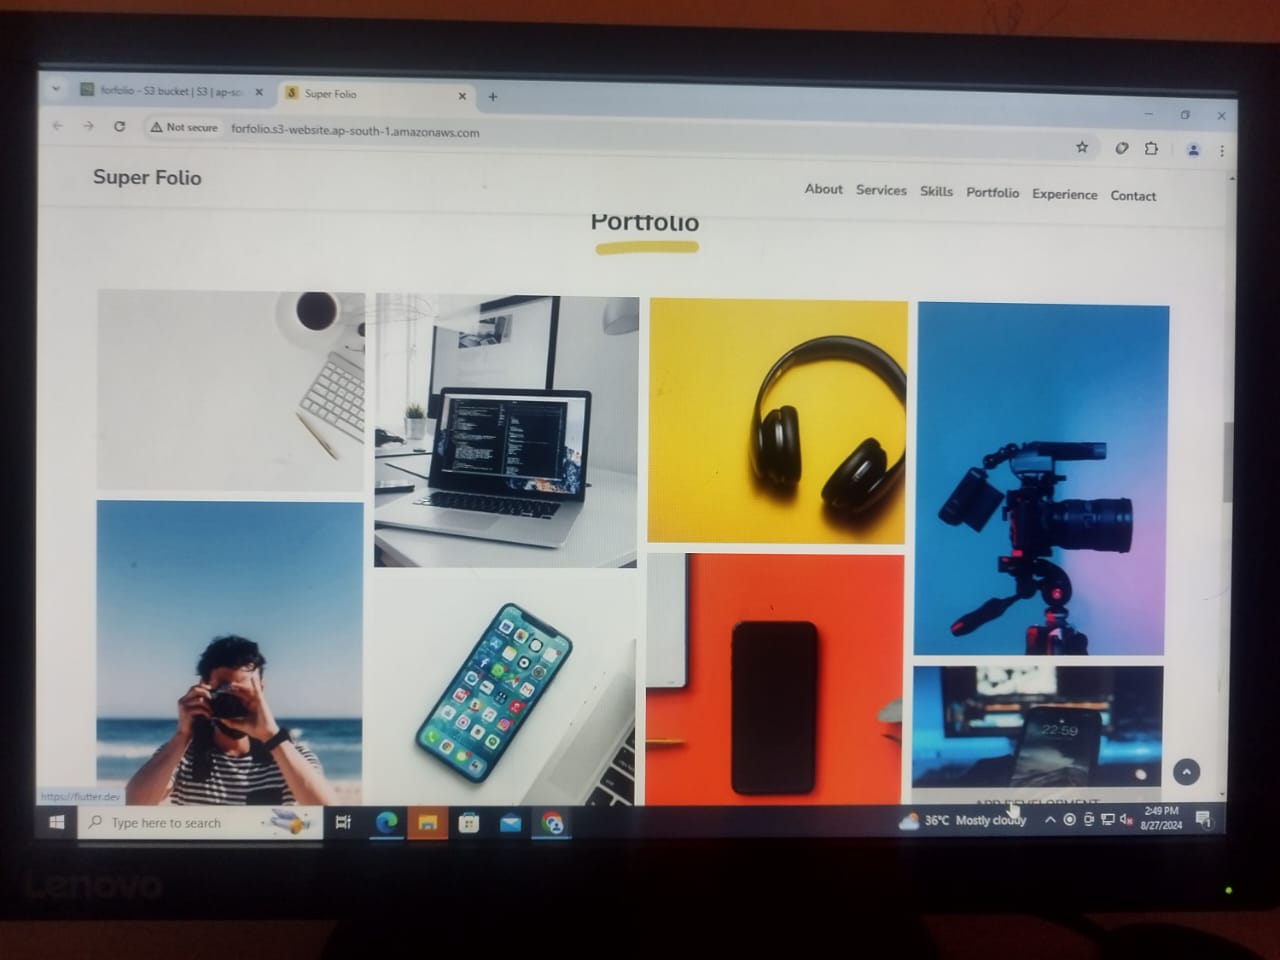 forfolio - S3 bucket | S3 | ap-so
Super Folio
Not secure
forfolio.s3-website.ap-south-1.amazonaws.com
Super Folio
About Services Skills Portfolio Experience Contact
Portfolio
22:59
APP DEVELOPMENT
https://flutter.dev
Type here to search
36°C Mostly cloudy
2:49 PM
8/27/2024
1
Lenovo